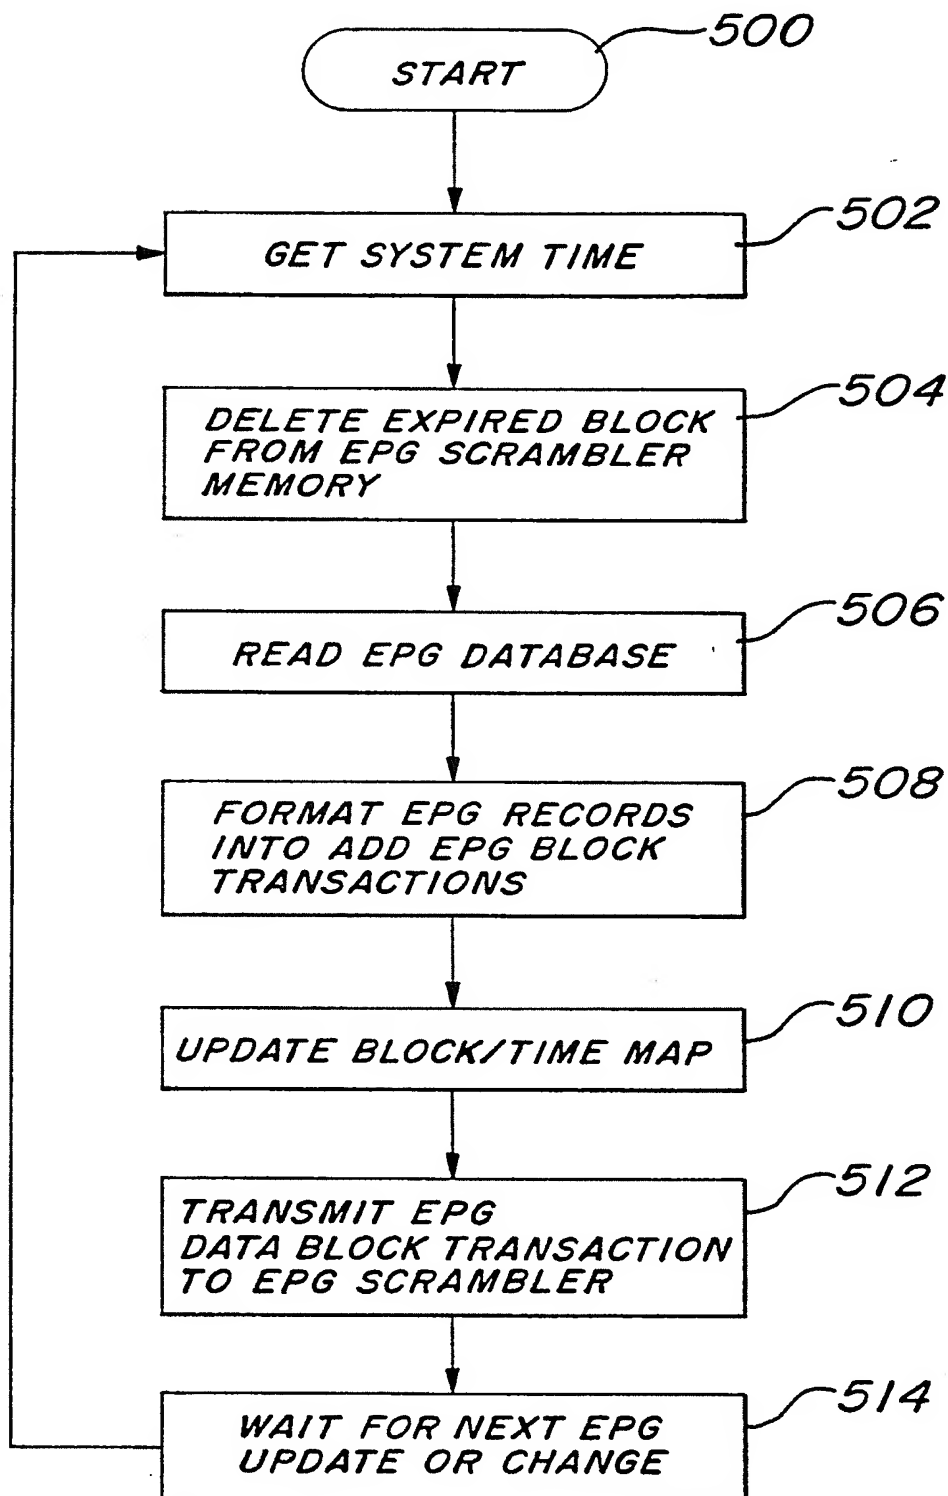 500
START
502
GET SYSTEM TIME
504
DELETE EXPIRED BLOCK
FROM EPG SCRAMBLER
MEMORY
506
READ EPG DATABASE
508
FORMAT EPG RECORDS
INTO ADD EPG BLOCK
TRANSACTIONS
510
UPDATE BLOCK/TIME MAP
512
TRANSMIT EPG
DATA BLOCK TRANSACTION
TO EPG SCRAMBLER
514
WAIT FOR NEXT EPG
UPDATE OR CHANGE